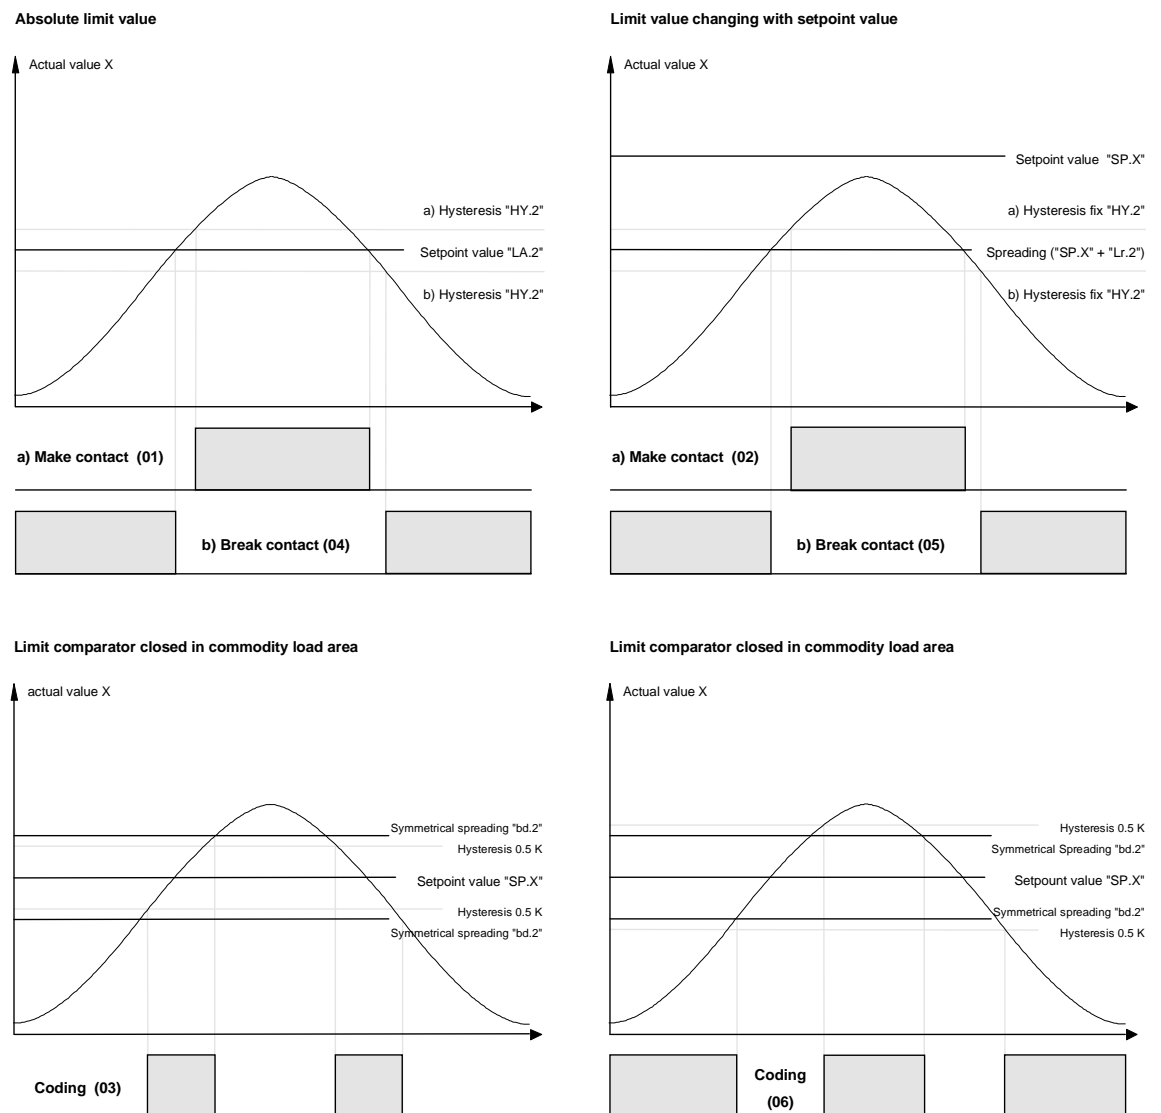 Absolute limit value
Actual value X
a) Hysteresis "HY.2"
Setpoint value "LA.2"
b) Hysteresis "HY.2"
a) Make contact (01)
b) Break contact (04)
Limit value changing with setpoint value
Actual value X
Setpoint value "SP.X"
a) Hysteresis fix "HY.2"
Spreading ("SP.X" + "Lr.2")
b) Hysteresis fix "HY.2"
a) Make contact (02)
b) Break contact (05)
Limit comparator closed in commodity load area
actual value X
Symmetrical spreading "bd.2"
Hysteresis 0.5 K
Setpoint value "SP.X"
Hysteresis 0.5 K
Symmetrical spreading "bd.2"
Coding (03)
Limit comparator closed in commodity load area
Actual value X
Hysteresis 0.5 K
Symmetrical Spreading "bd.2"
Setpount value "SP.X"
Symmetrical spreading "bd.2"
Hysteresis 0.5 K
Coding
(06)